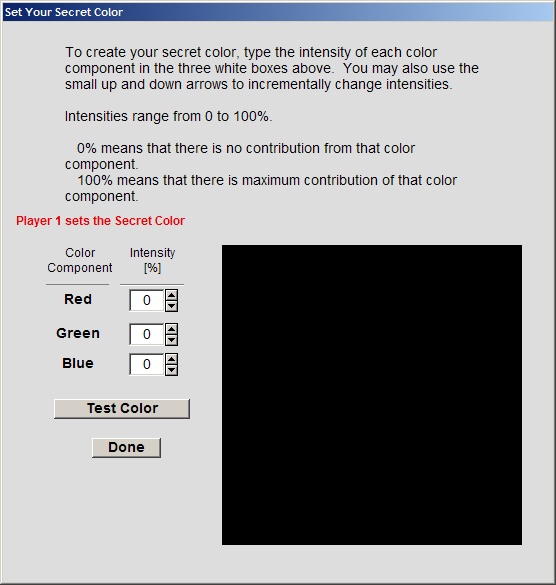 Set Your Secret Color
To create your secret color, type the intensity of each color
component in the three white boxes above.  You may also use the
small up and down arrows to incrementally change intensities.
Intensities range from 0 to 100%.
0% means that there is no contribution from that color
component.
100% means that there is maximum contribution of that color
component.
Player 1 sets the Secret Color
Color Intensity
Component [%]
Red 0
Green 0
Blue 0
Test Color
Done